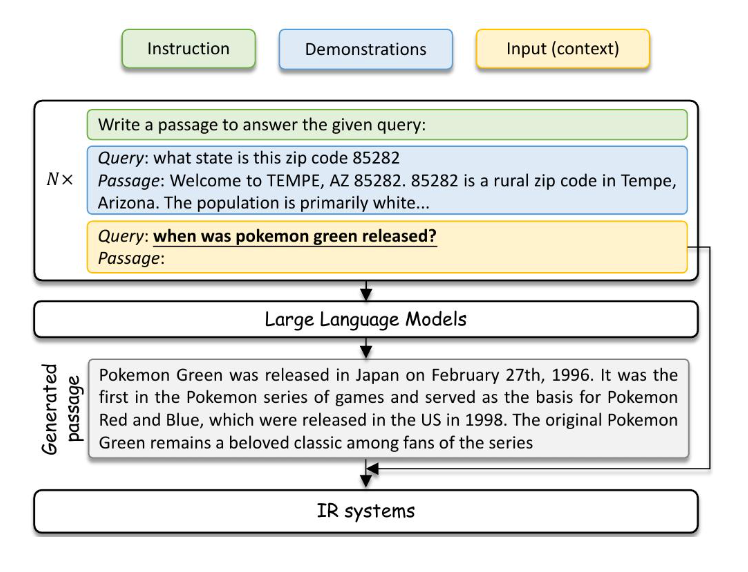 Instruction
Demonstrations
Input (context)
Write a passage to answer the given query:
N×
Query: what state is this zip code 85282
Passage: Welcome to TEMPE, AZ 85282. 85282 is a rural zip code in Tempe,
Arizona. The population is primarily white...
Query: when was pokemon green released?
Passage:
Large Language Models
Generated
passage
Pokemon Green was released in Japan on February 27th, 1996. It was the
first in the Pokemon series of games and served as the basis for Pokemon
Red and Blue, which were released in the US in 1998. The original Pokemon
Green remains a beloved classic among fans of the series
IR systems